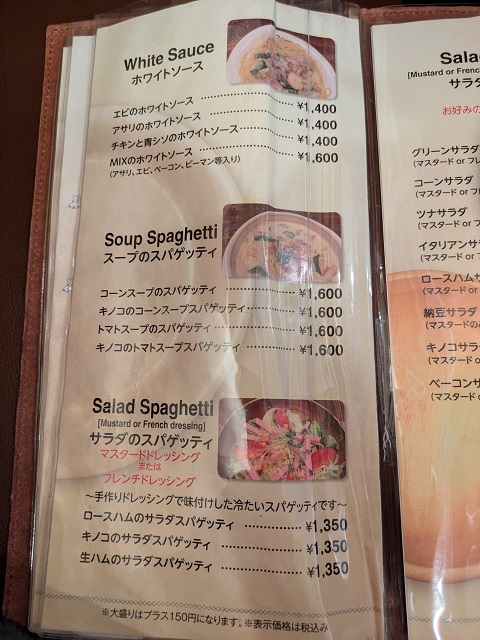 White Sauce
ホワイトソース
エビのホワイトソース ¥1,400
アサリのホワイトソース ¥1,400
チキンと青シソのホワイトソース ¥1,400
MIXのホワイトソース ¥1,600
(アサリ、エビ、ベーコン、ピーマン等入り)
Soup Spaghetti
スープのスパゲッティ
コーンスープのスパゲッティ ¥1,600
キノコのコーンスープスパゲッティ ¥1,600
トマトスープのスパゲッティ ¥1,600
キノコのトマトスープスパゲッティ ¥1,600
Salad Spaghetti
[Mustard or French dressing]
サラダのスパゲッティ
マスタードドレッシング
または
フレンチドレッシング
〜手作りドレッシングで味付けした冷たいスパゲッティです〜
ロースハムのサラダスパゲッティ ¥1,350
キノコのサラダスパゲッティ ¥1,350
生ハムのサラダスパゲッティ ¥1,350
※大盛りはプラス150円になります。※表示価格は税込み
Sala
[Mustard or Frenc
サラダ
お好みの
グリーンサラダ
(マスタード or フレ
コーンサラダ
(マスタード or フ
ツナサラダ
(マスタード or フ
イタリアンサラ
(マスタード or
ロースハムサ
(マスタード or
納豆サラダ
(マスタードのみ
キノコサラ
(マスタード o
ベーコンサ
(マスタード o